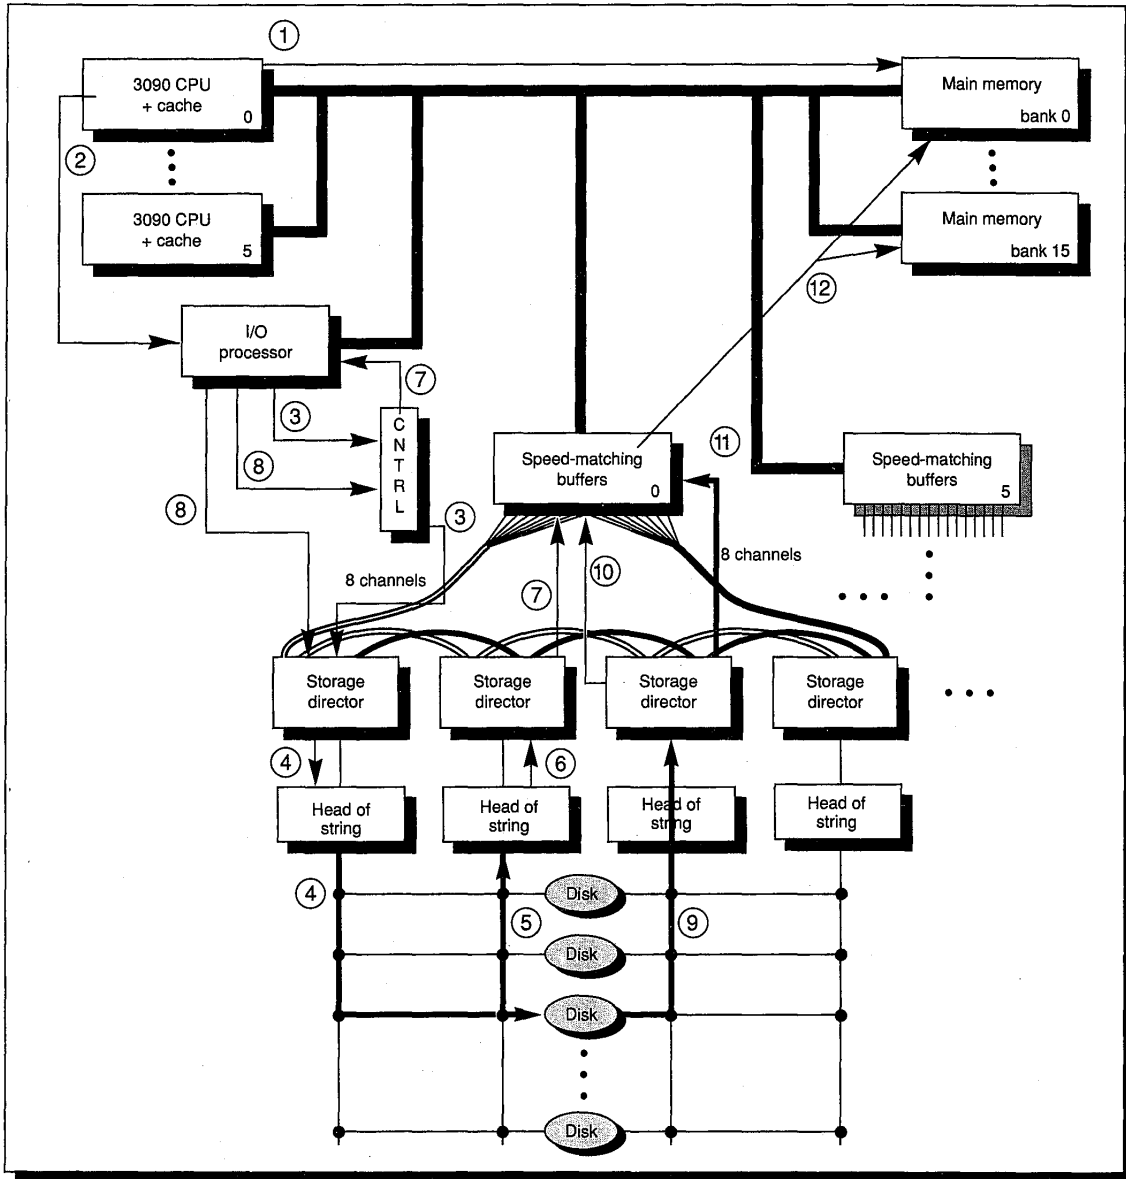 1
3090 CPU
+ cache
0
Main memory
bank 0
2
3090 CPU
+ cache
5
Main memory
bank 15
12
I/O
processor
7
3
CNTRL
8
8
3
Speed-matching
buffers
0
11
Speed-matching
buffers
5
8 channels
8 channels
10
7
Storage
director
Storage
director
Storage
director
Storage
director
4
6
Head of
string
Head of
string
Head of
string
Head of
string
4
Disk
5
9
Disk
Disk
Disk